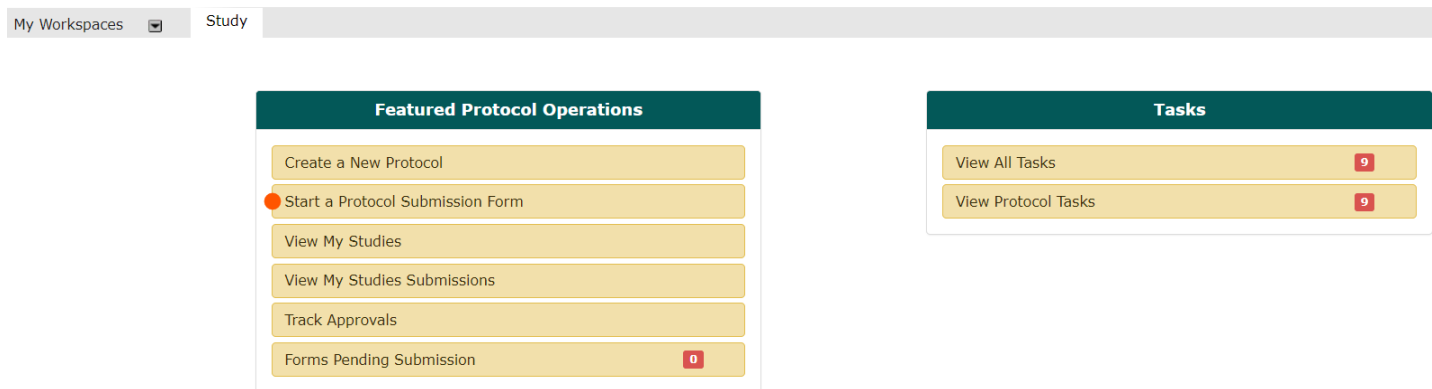 My Workspaces
Study
Featured Protocol Operations
Create a New Protocol
Start a Protocol Submission Form
View My Studies
View My Studies Submissions
Track Approvals
Forms Pending Submission 0
Tasks
View All Tasks 9
View Protocol Tasks 9